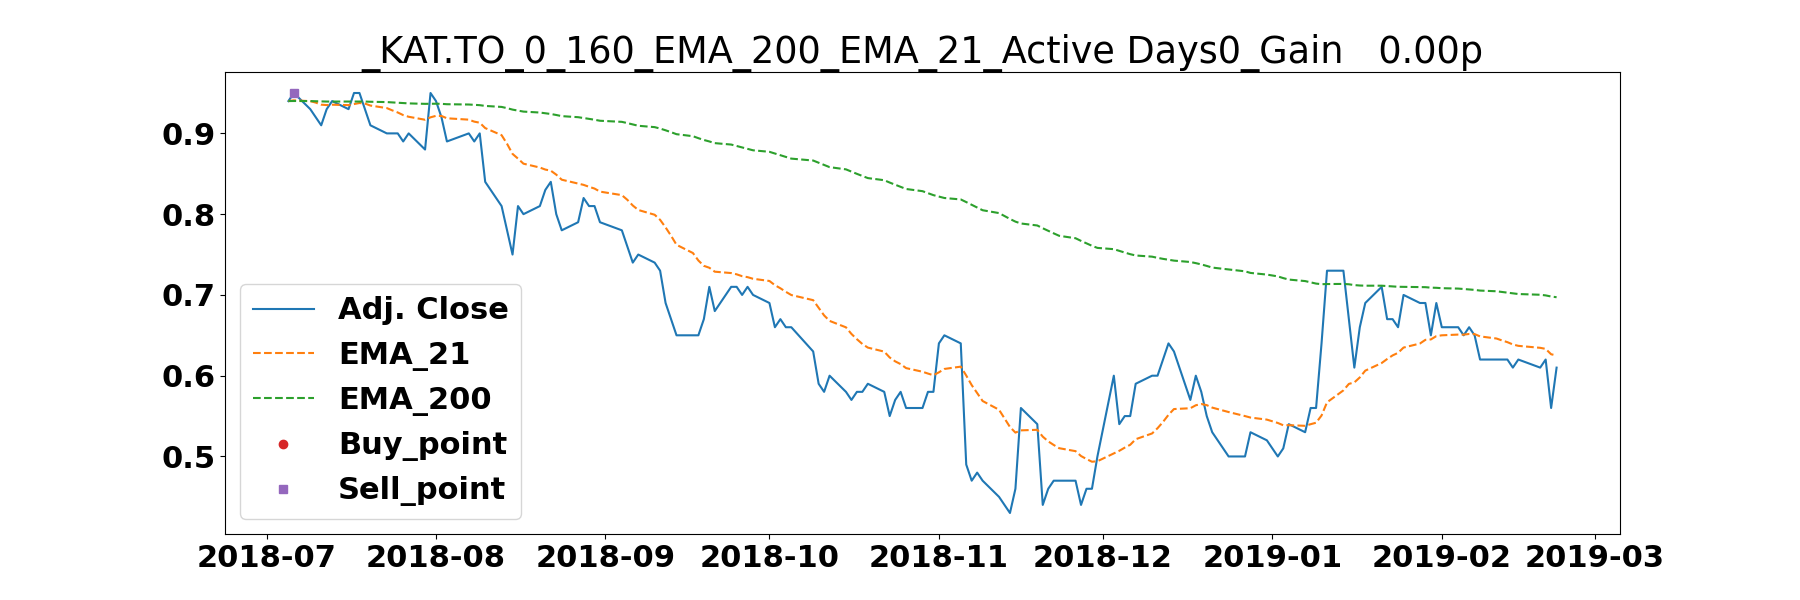 _KAT.TO_0_160_EMA_200_EMA_21_Active Days0_Gain   0.00p
0.9
0.8
0.7
0.6
0.5
Adj. Close
EMA_21
EMA_200
Buy_point
Sell_point
2018-07 2018-08 2018-09 2018-10 2018-11 2018-12 2019-01 2019-02 2019-03